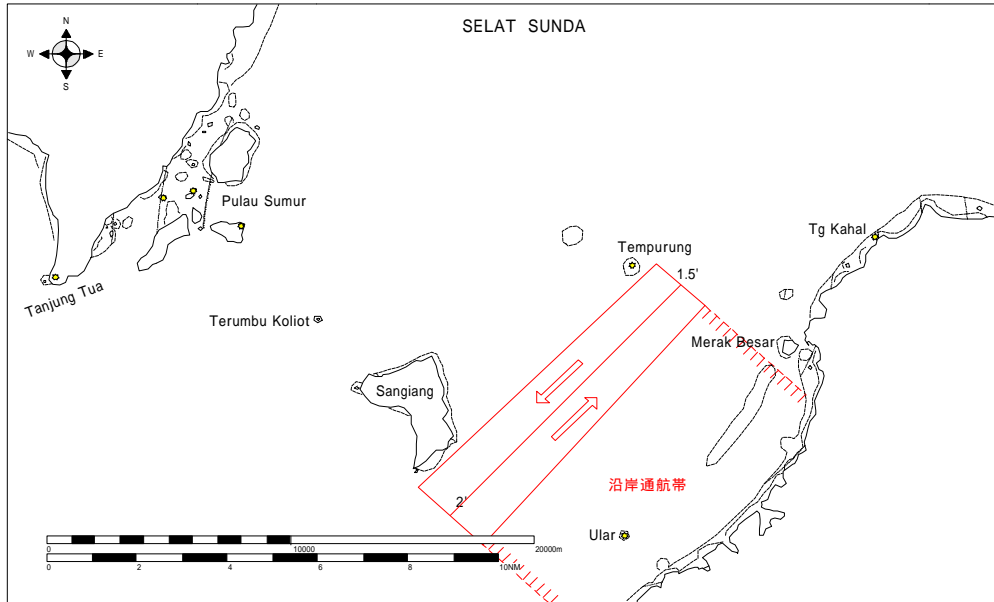 SELAT SUNDA
N
W E
S
Pulau Sumur
Tg Kahal
Tempurung
1.5'
Tanjung Tua
Terumbu Koliot
Merak Besar
Sangiang
沿岸通航帯
2'
Ular
0 10000 20000m
0 2 4 6 8 10NM